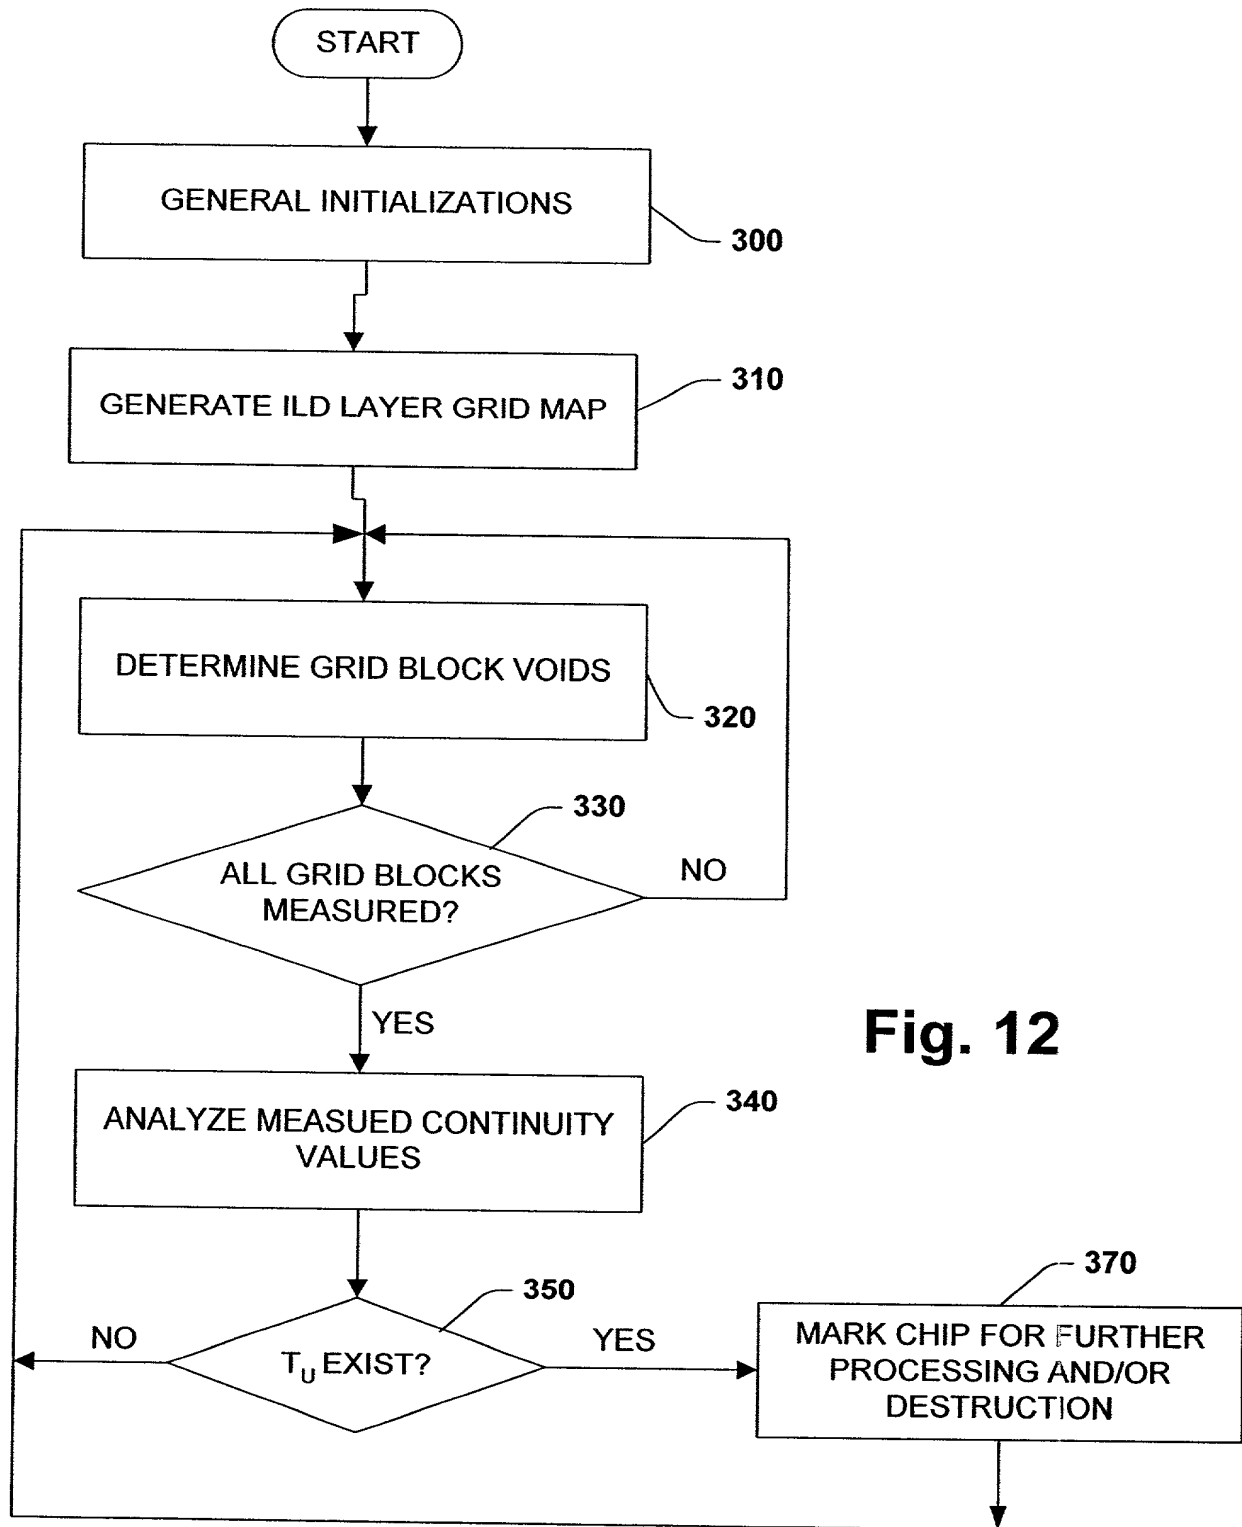 START
GENERAL INITIALIZATIONS
300
310
GENERATE ILD LAYER GRID MAP
DETERMINE GRID BLOCK VOIDS
320
330
ALL GRID BLOCKS
MEASURED?
NO
YES
Fig. 12
340
ANALYZE MEASUED CONTINUITY
VALUES
350
370
NO
T_U EXIST?
YES
MARK CHIP FOR FURTHER
PROCESSING AND/OR
DESTRUCTION